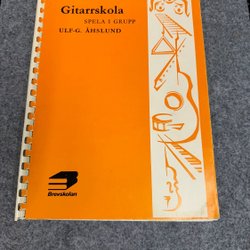 Gitarrskola
SPELA I GRUPP
ULF-G. ÅHSLUND
Brevskolan